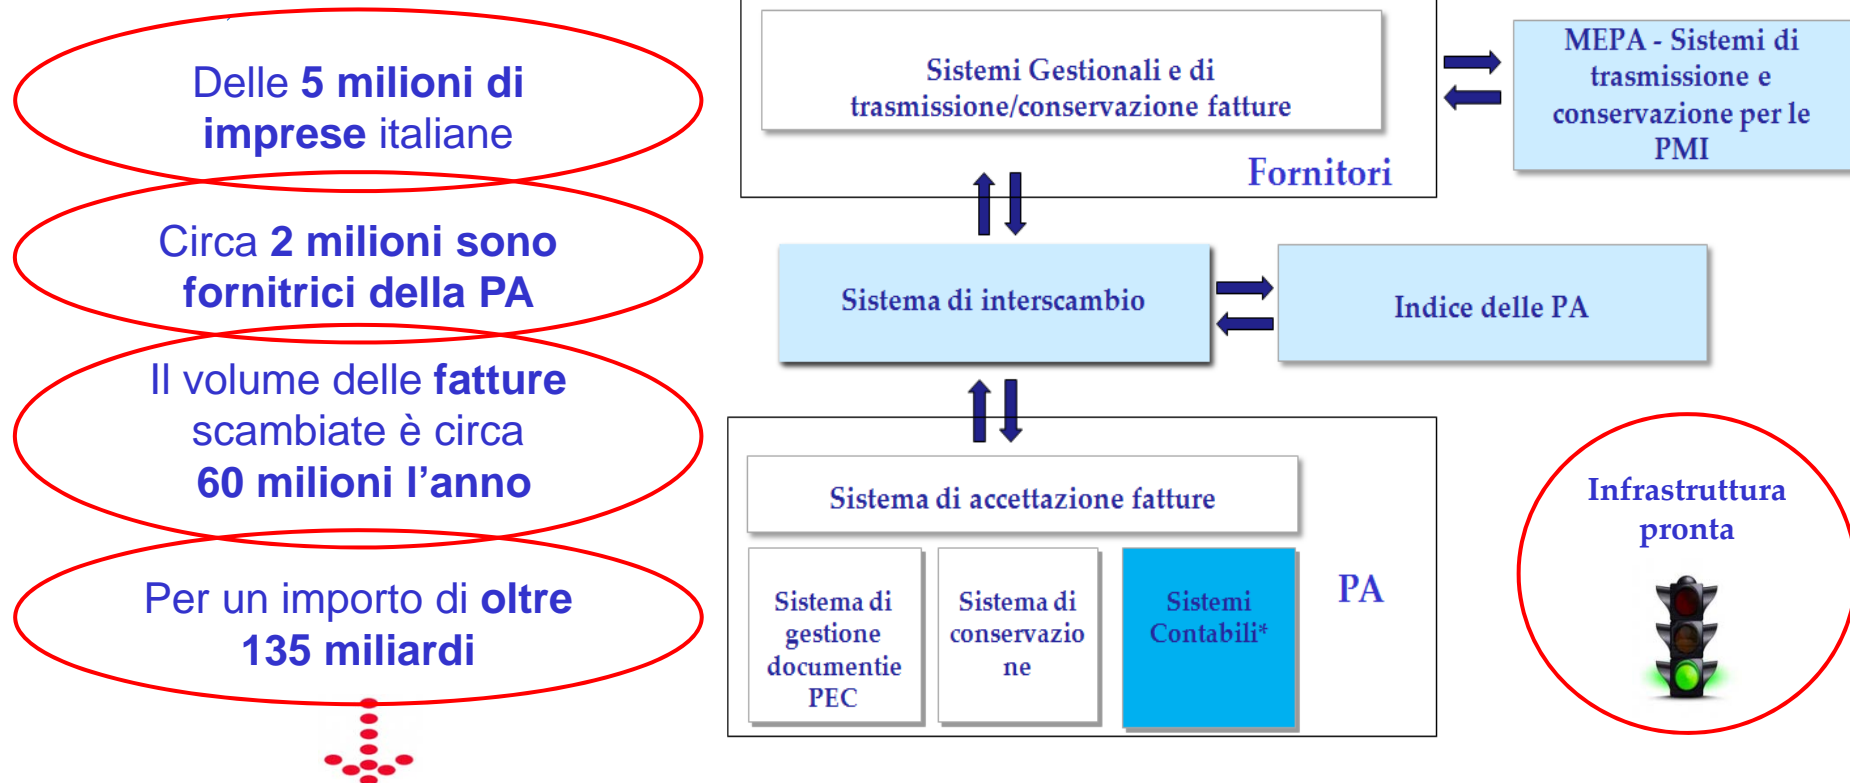 Delle 5 milioni di
imprese italiane
Circa 2 milioni sono
fornitrici della PA
Il volume delle fatture
scambiate è circa
60 milioni l’anno
Per un importo di oltre
135 miliardi
Sistemi Gestionali e di
trasmissione/conservazione fatture
Fornitori
MEPA - Sistemi di
trasmissione e
conservazione per le
PMI
Sistema di interscambio
Indice delle PA
Sistema di accettazione fatture
Sistema di
gestione
documentie
PEC
Sistema di
conservazio
ne
Sistemi
Contabili*
PA
Infrastruttura
pronta